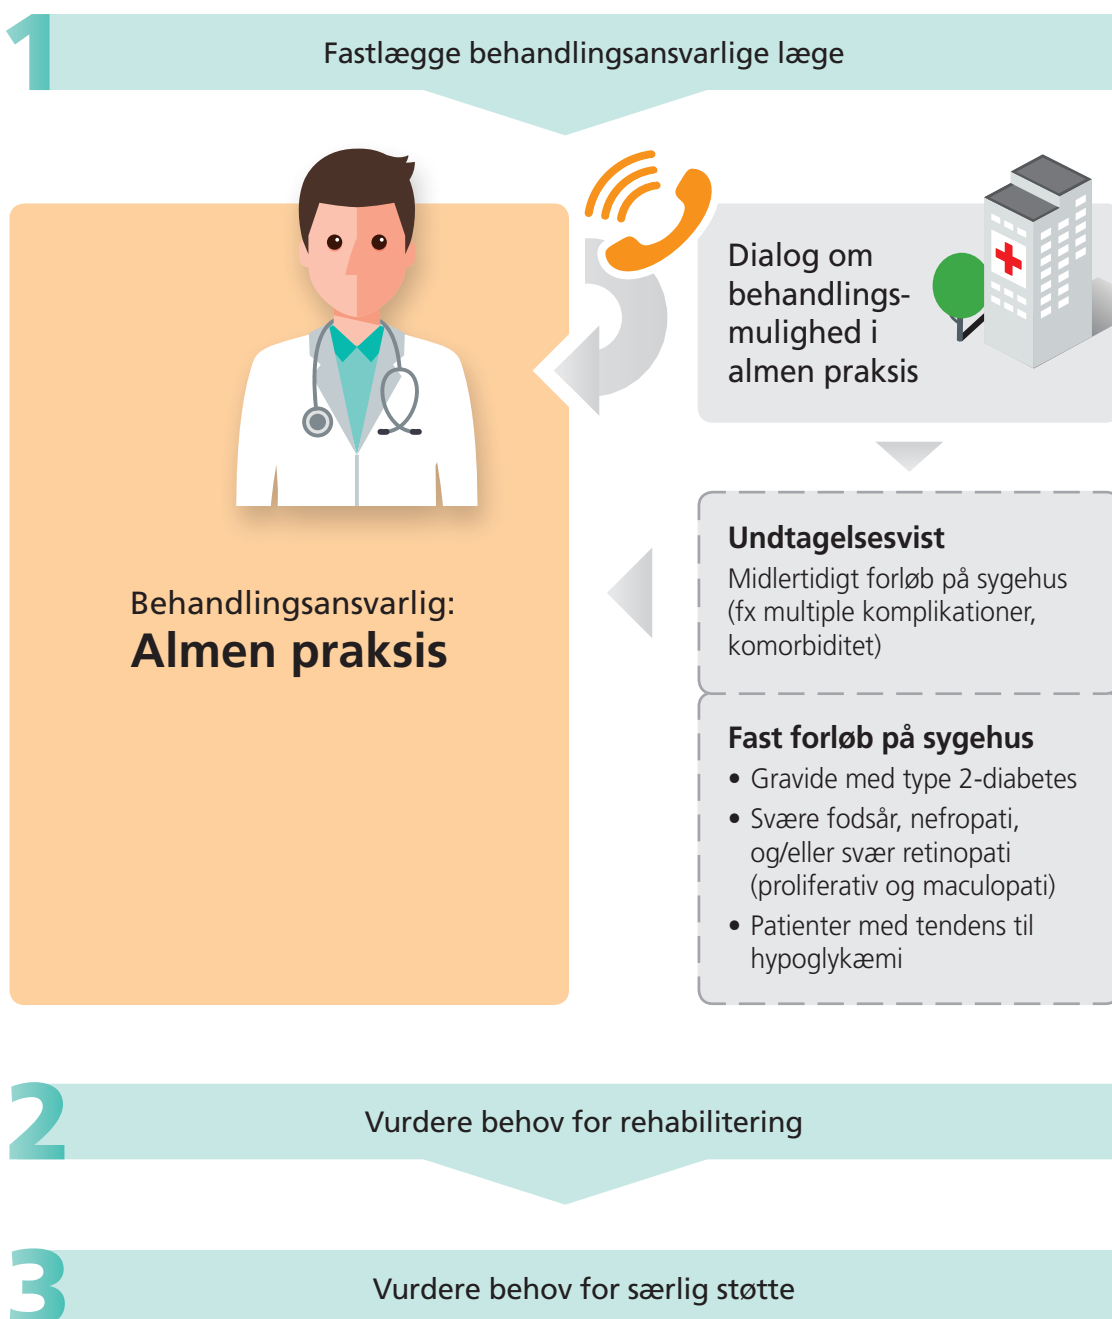 1
Fastlægge behandlingsansvarlige læge
Behandlingsansvarlig:
Almen praksis
Dialog om
behandlings-
mulighed i
almen praksis
Undtagelsesvist
Midlertidigt forløb på sygehus
(fx multiple komplikationer,
komorbiditet)
Fast forløb på sygehus
• Gravide med type 2-diabetes
• Svære fodsår, nefropati,
og/eller svær retinopati
(proliferativ og maculopati)
• Patienter med tendens til
hypoglykæmi
2
Vurdere behov for rehabilitering
3
Vurdere behov for særlig støtte